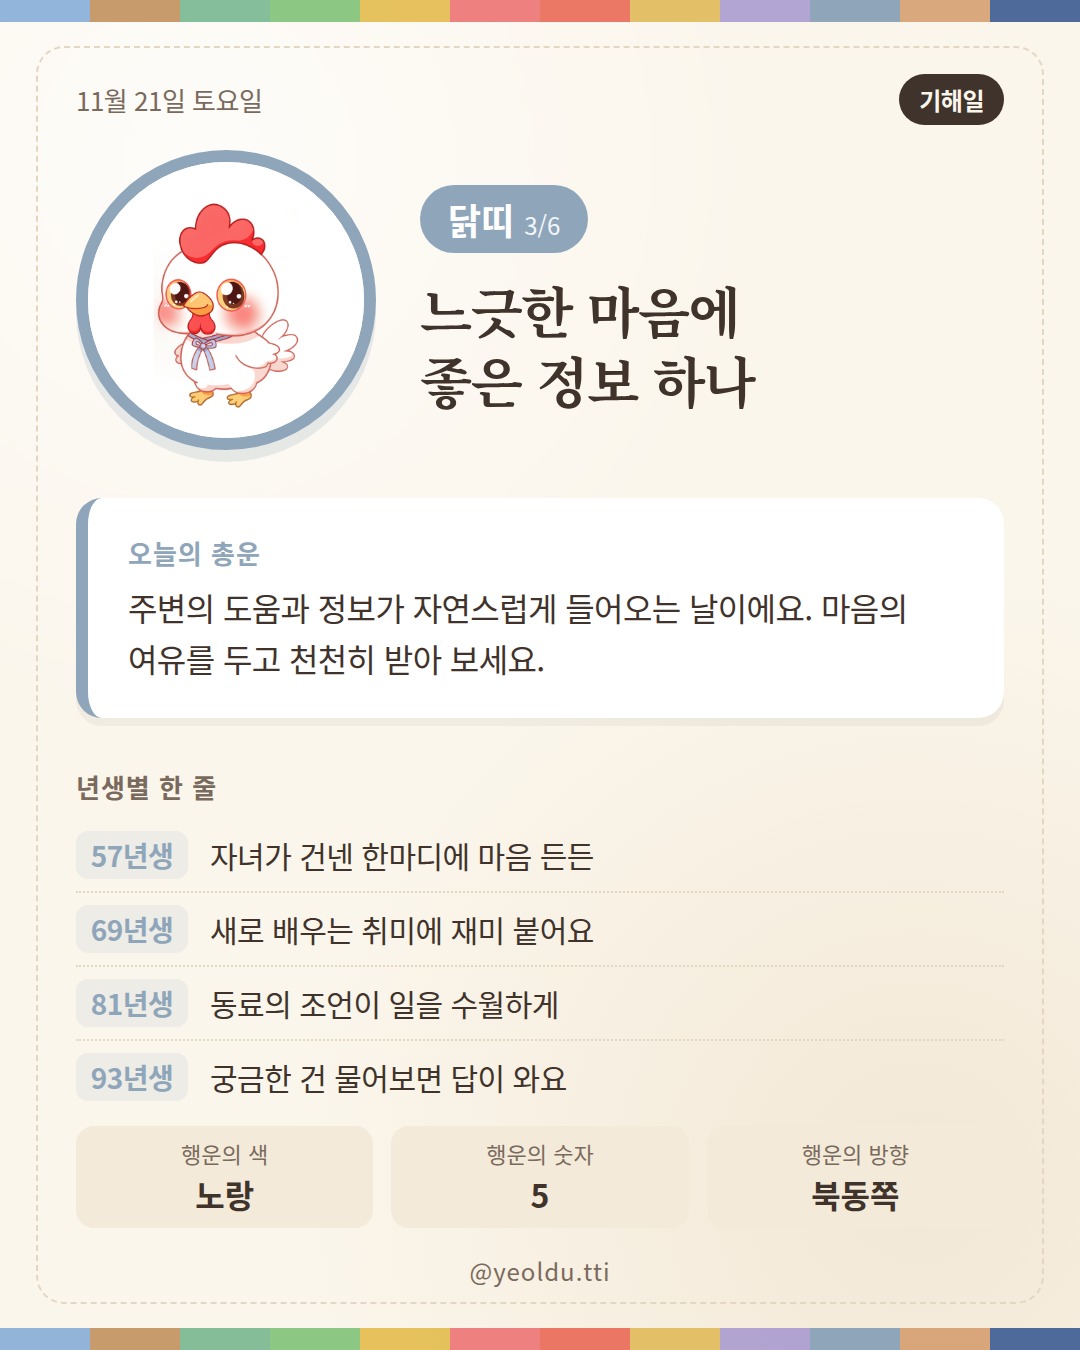 11월 21일 토요일
기해일
닭띠 3/6
느긋한 마음에
좋은 정보 하나
오늘의 총운
주변의 도움과 정보가 자연스럽게 들어오는 날이에요. 마음의
여유를 두고 천천히 받아 보세요.
년생별 한 줄
57년생 자녀가 건넨 한마디에 마음 든든
69년생 새로 배우는 취미에 재미 붙어요
81년생 동료의 조언이 일을 수월하게
93년생 궁금한 건 물어보면 답이 와요
행운의 색 행운의 숫자 행운의 방향
노랑 5 북동쪽
@yeoldu.tti